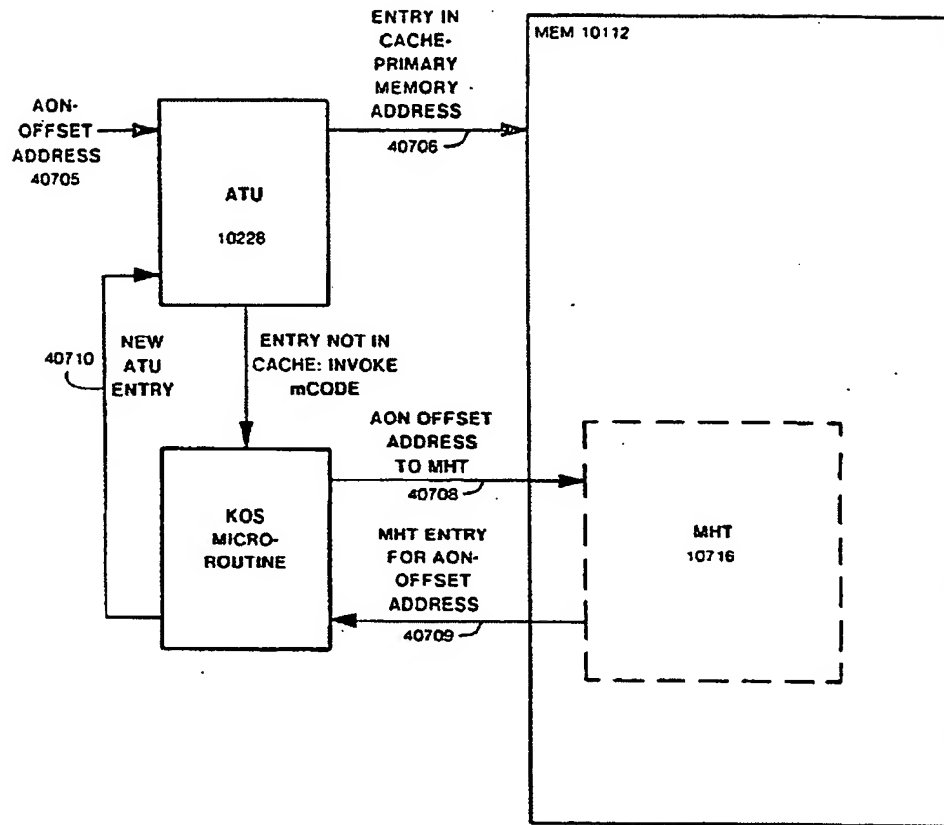 ENTRY IN
CACHE-
PRIMARY
MEMORY
ADDRESS
40706
MEM 10112
AON-
OFFSET
ADDRESS
40705
ATU
10228
40710
NEW
ATU
ENTRY
ENTRY NOT IN
CACHE: INVOKE
mCODE
AON OFFSET
ADDRESS
TO MHT
40708
KOS
MICRO-
ROUTINE
MHT ENTRY
FOR AON-
OFFSET
ADDRESS
40709
MHT
10716